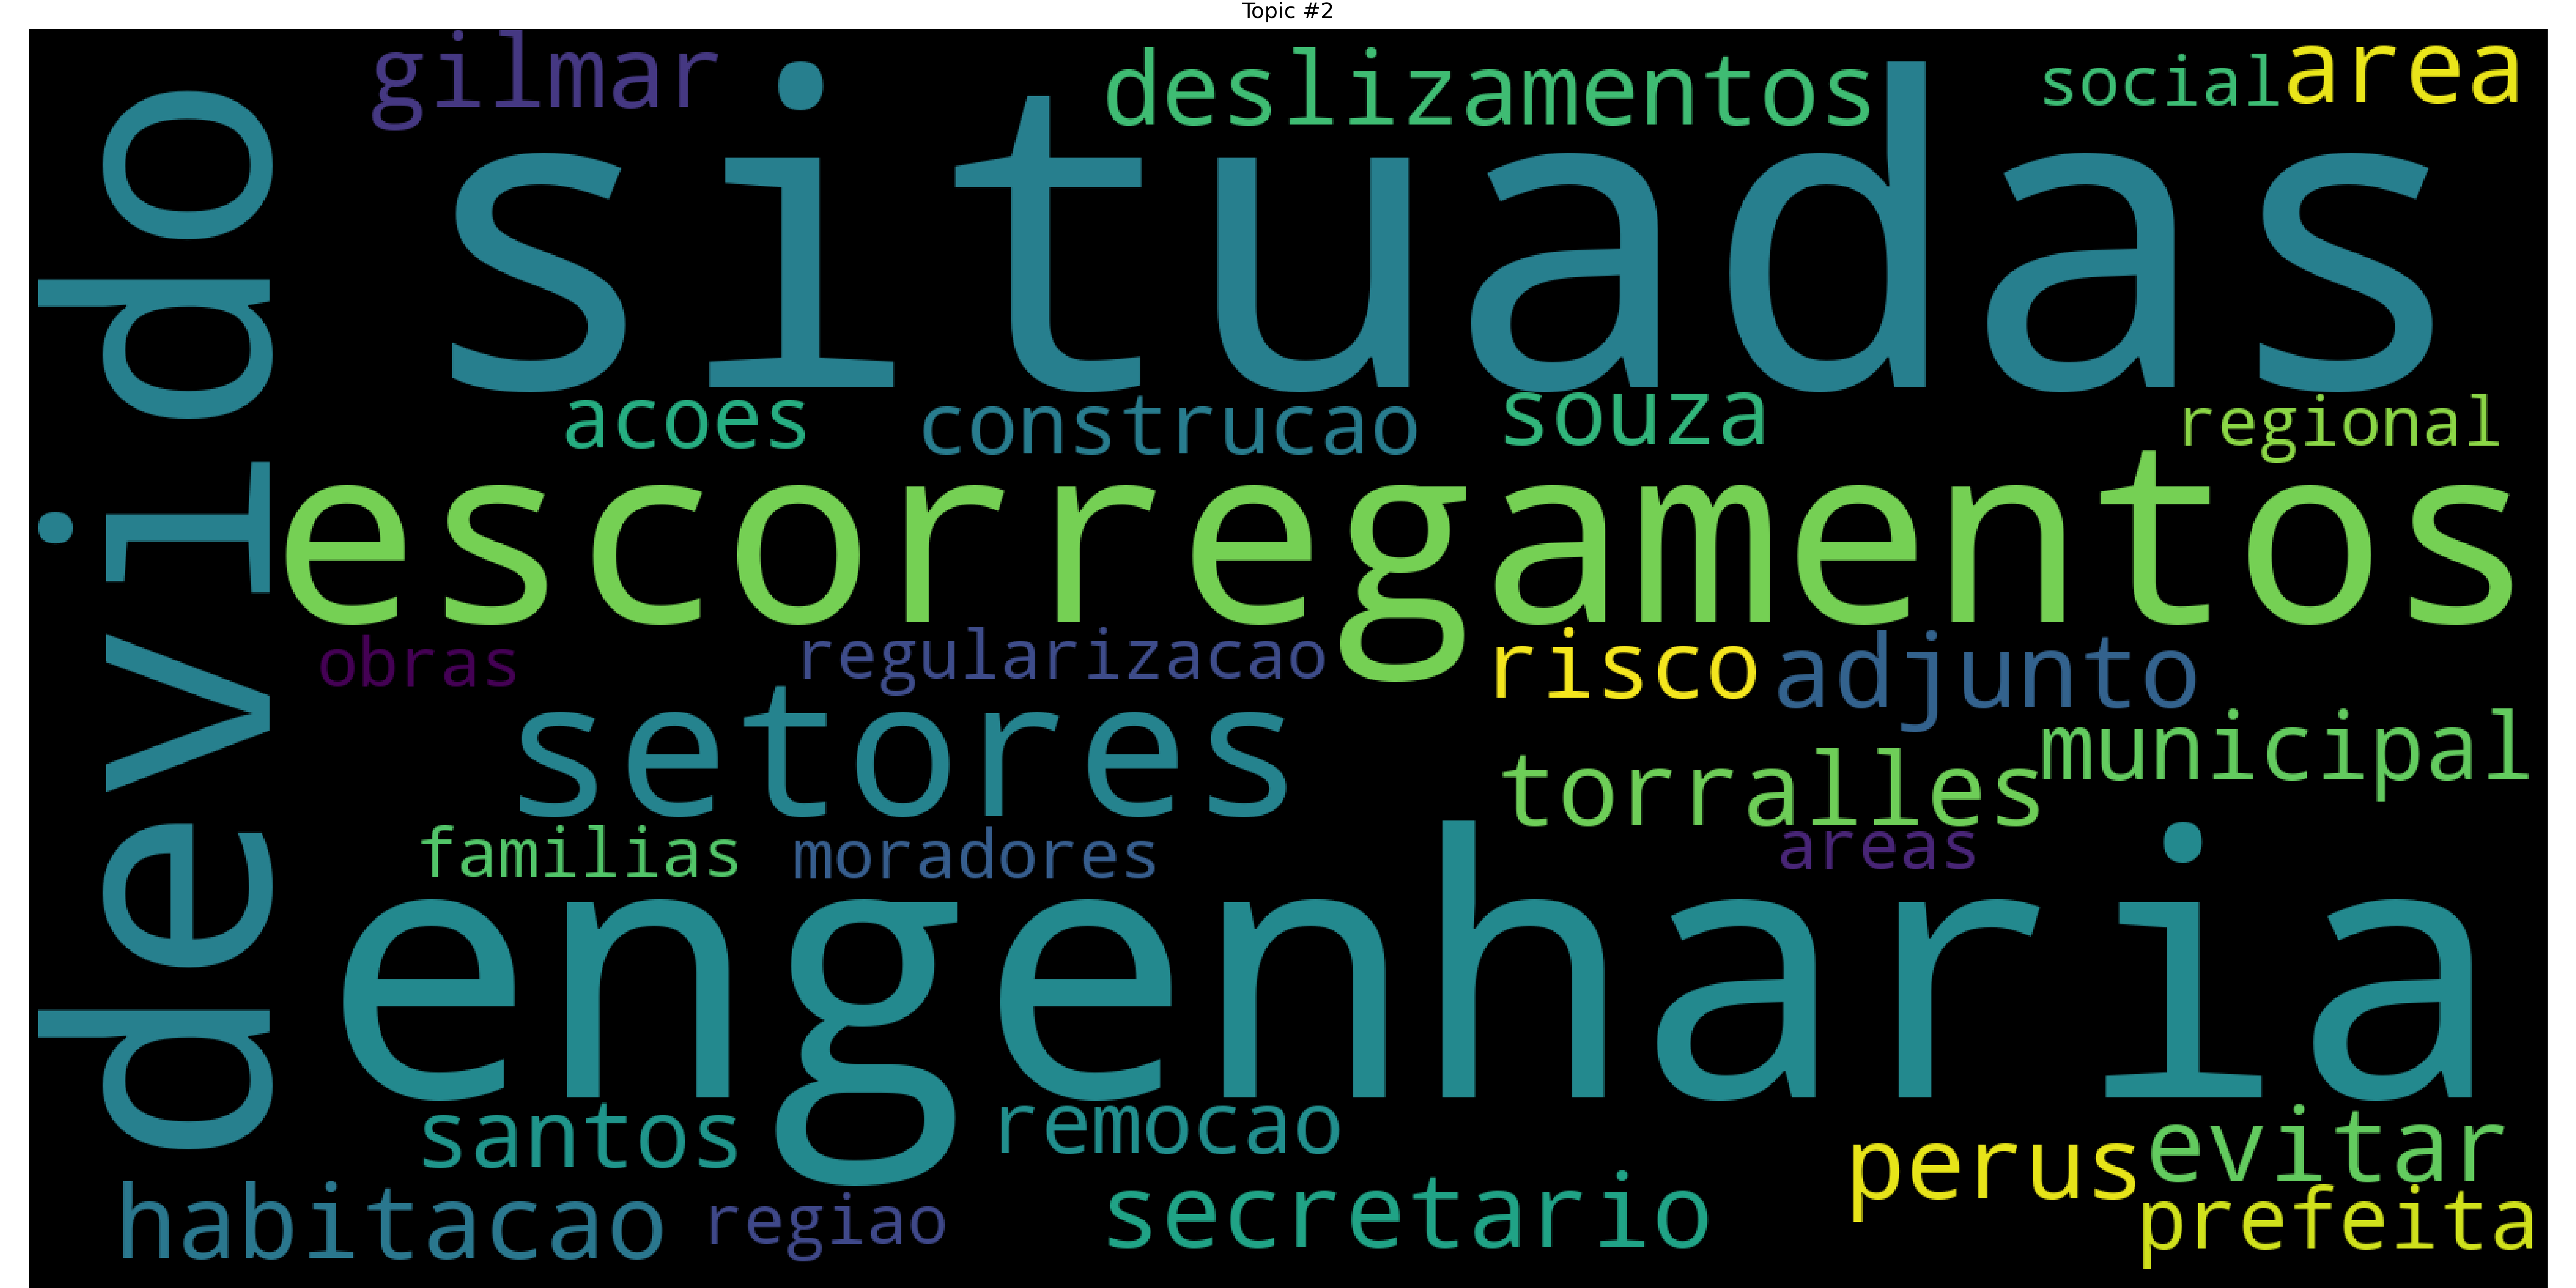 Topic #2
gilmar
deslizamentos
social
area
situadas
devido
acoes
construcao
souza
regional
escorregamentos
obras
regularizacao
risco
adjunto
setores
municipal
torralles
familias
moradores
areas
engenharia
santos
remocao
evitar
perus
habitacao
regiao
secretario
prefeita